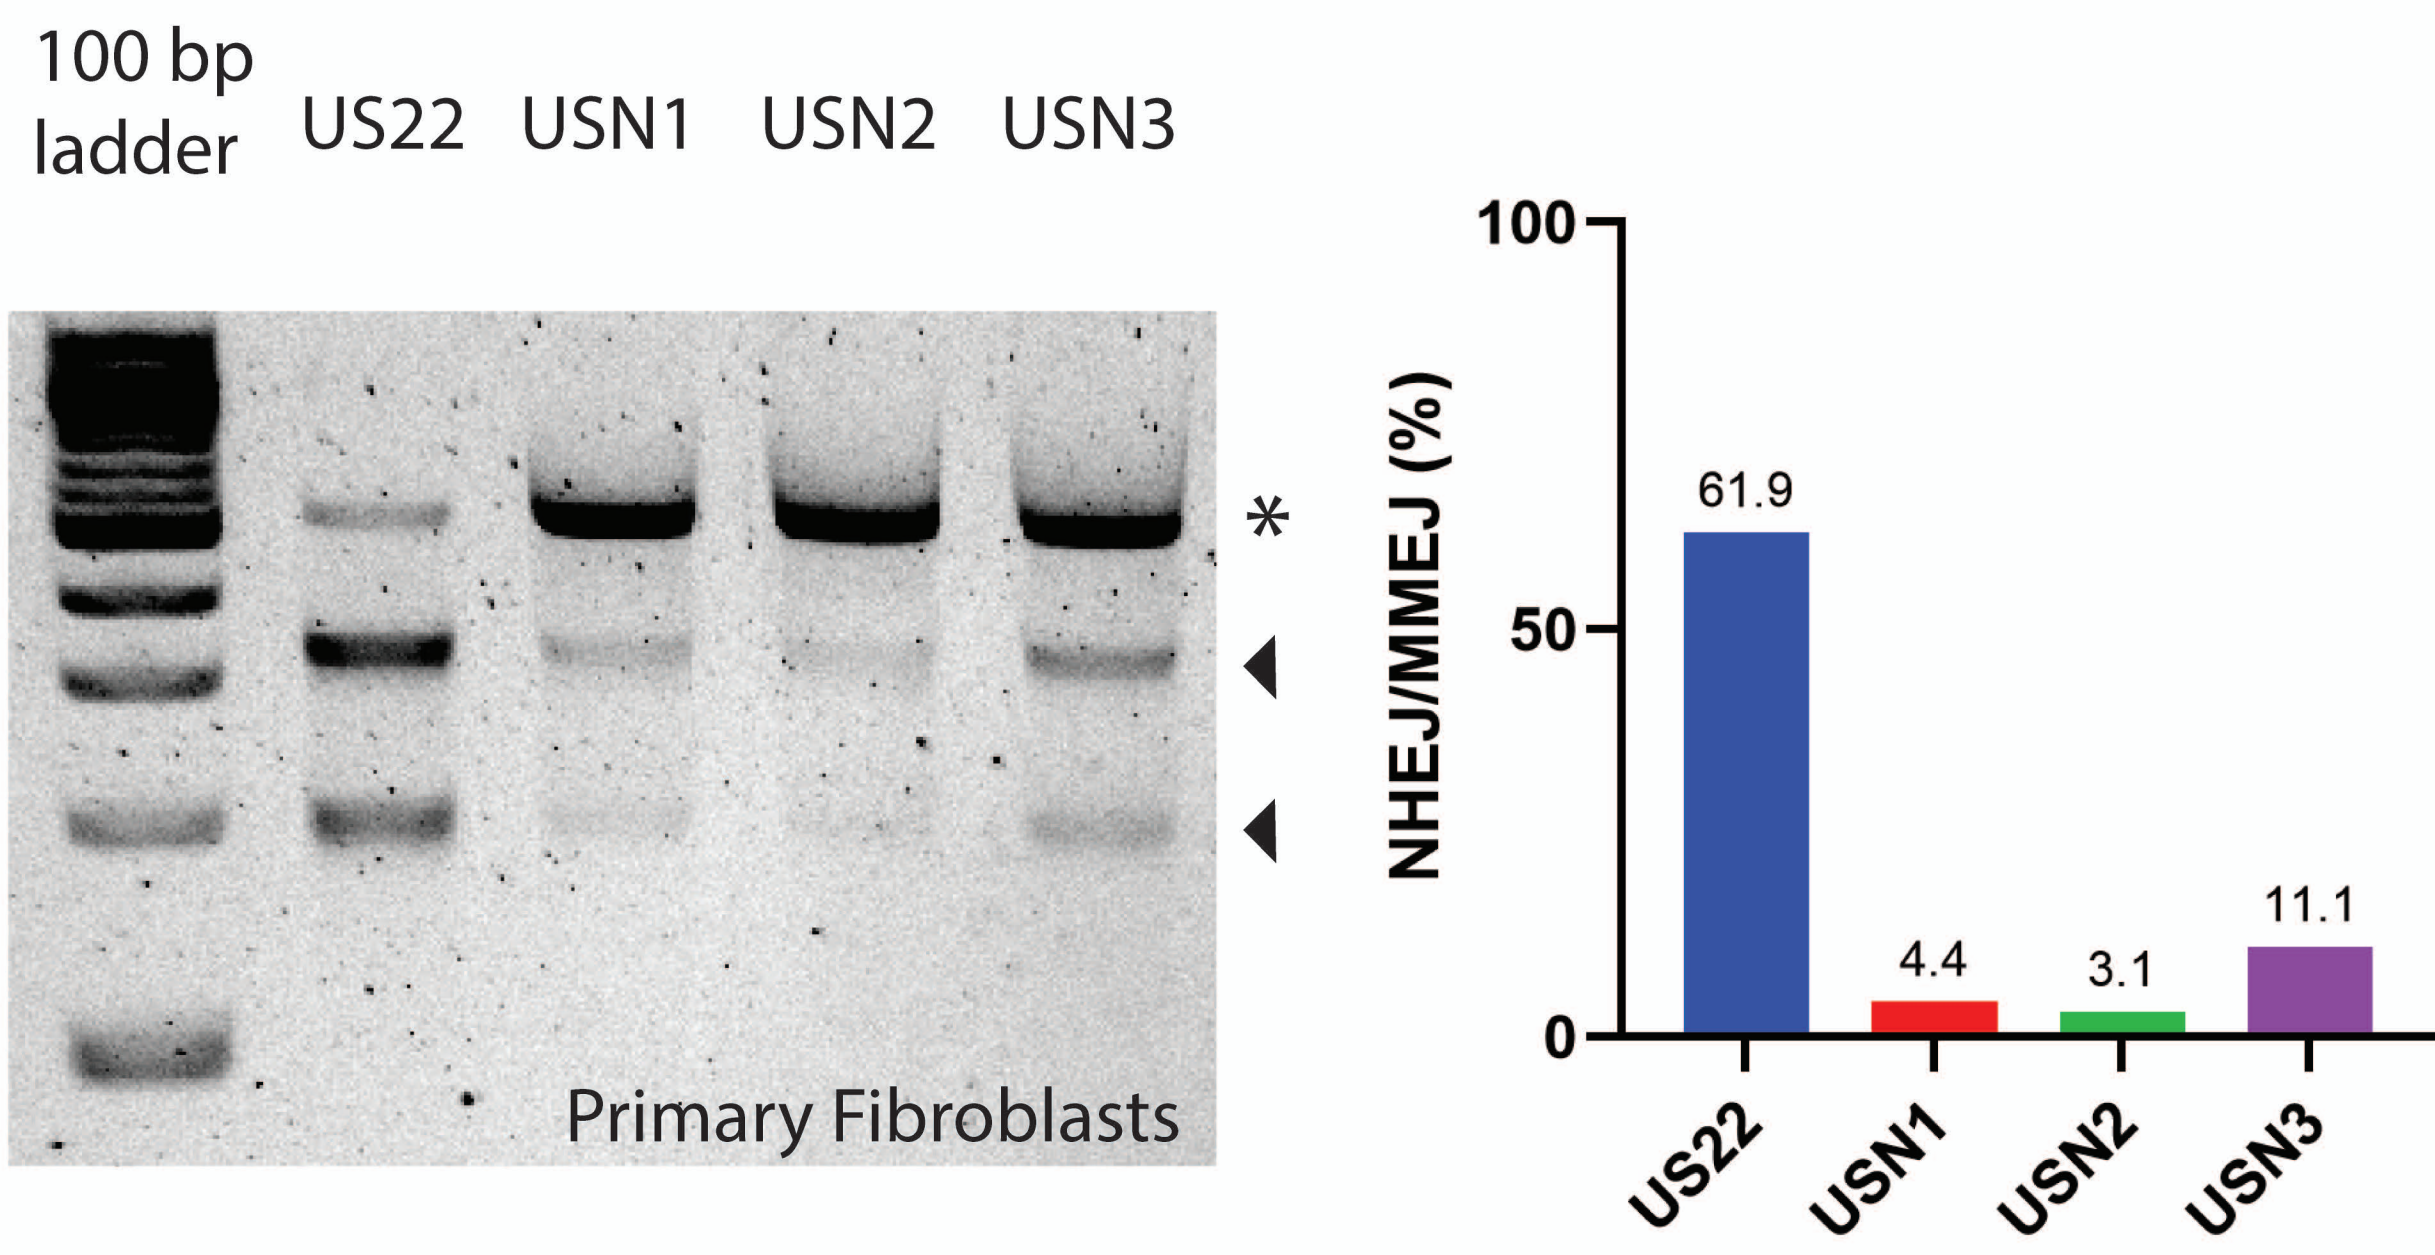 100 bp
ladder
US22
USN1
USN2
USN3
*
Primary Fibroblasts
NHEJ/MMEJ (%)
100
50
0
61.9
4.4
3.1
11.1
US22
USN1
USN2
USN3